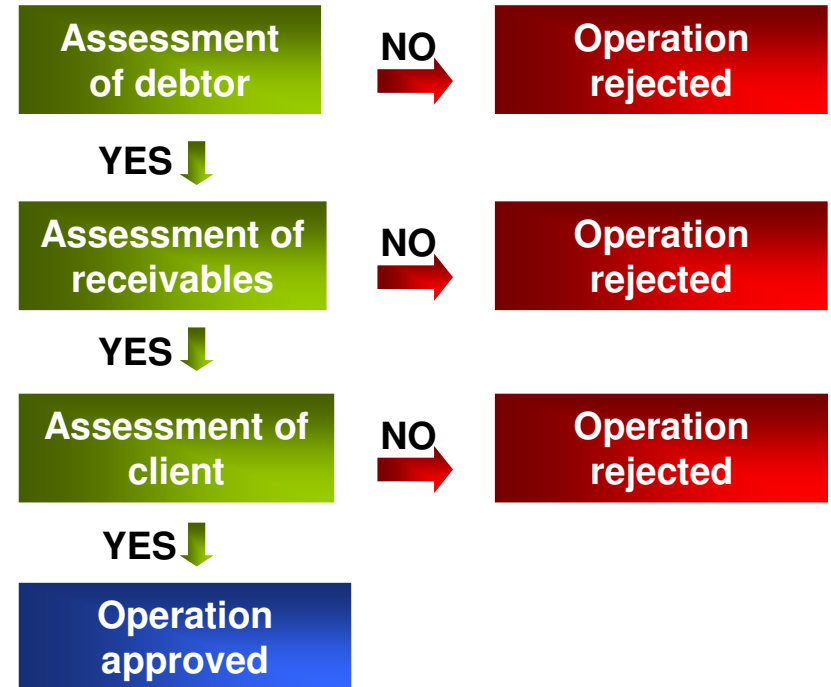 Assessment
of debtor
NO
Operation
rejected
YES
Assessment of
receivables
NO
Operation
rejected
YES
Assessment of
client
NO
Operation
rejected
YES
Operation
approved